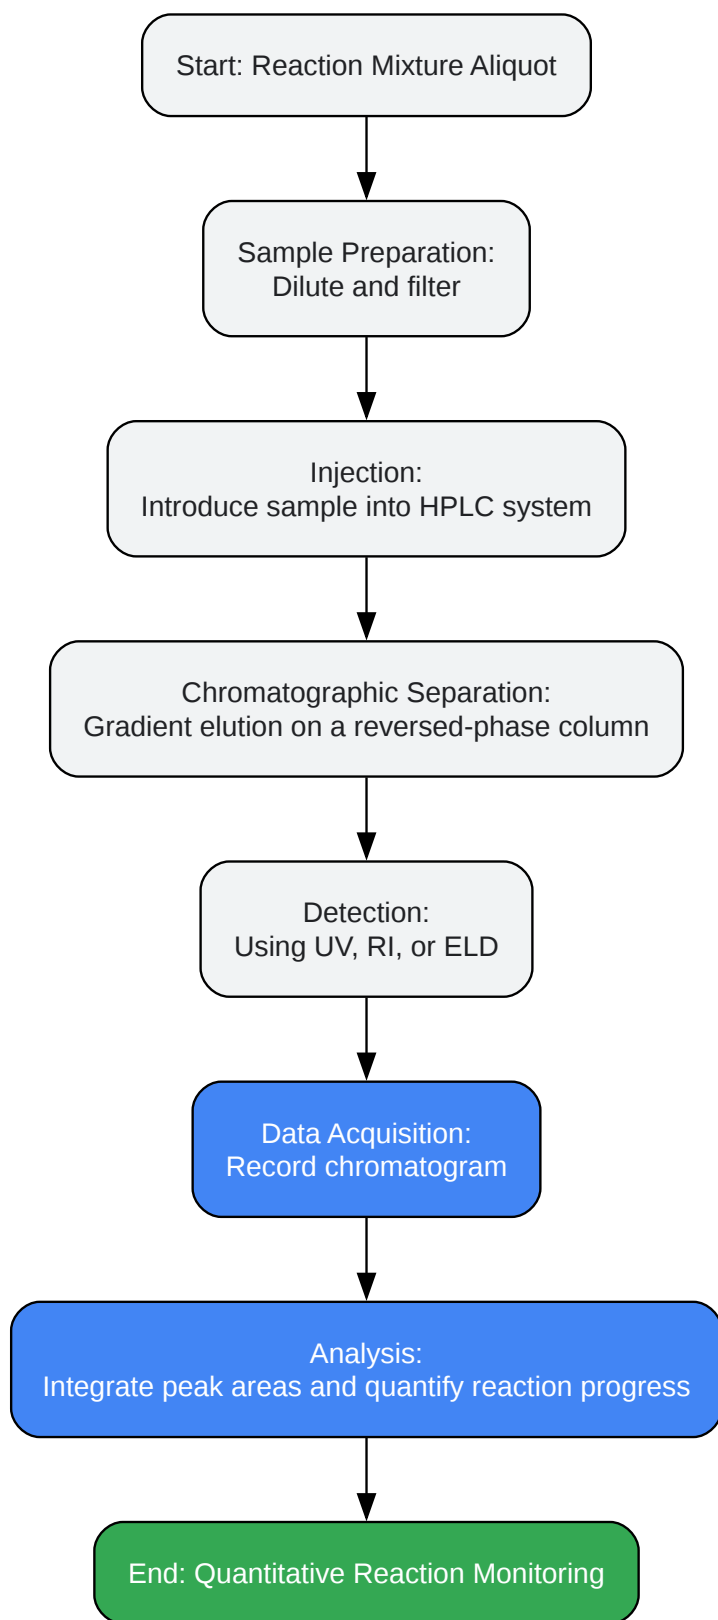 Start: Reaction Mixture Aliquot
Sample Preparation:
Dilute and filter
Injection:
Introduce sample into HPLC system
Chromatographic Separation:
Gradient elution on a reversed-phase column
Detection:
Using UV, RI, or ELD
Data Acquisition:
Record chromatogram
Analysis:
Integrate peak areas and quantify reaction progress
End: Quantitative Reaction Monitoring